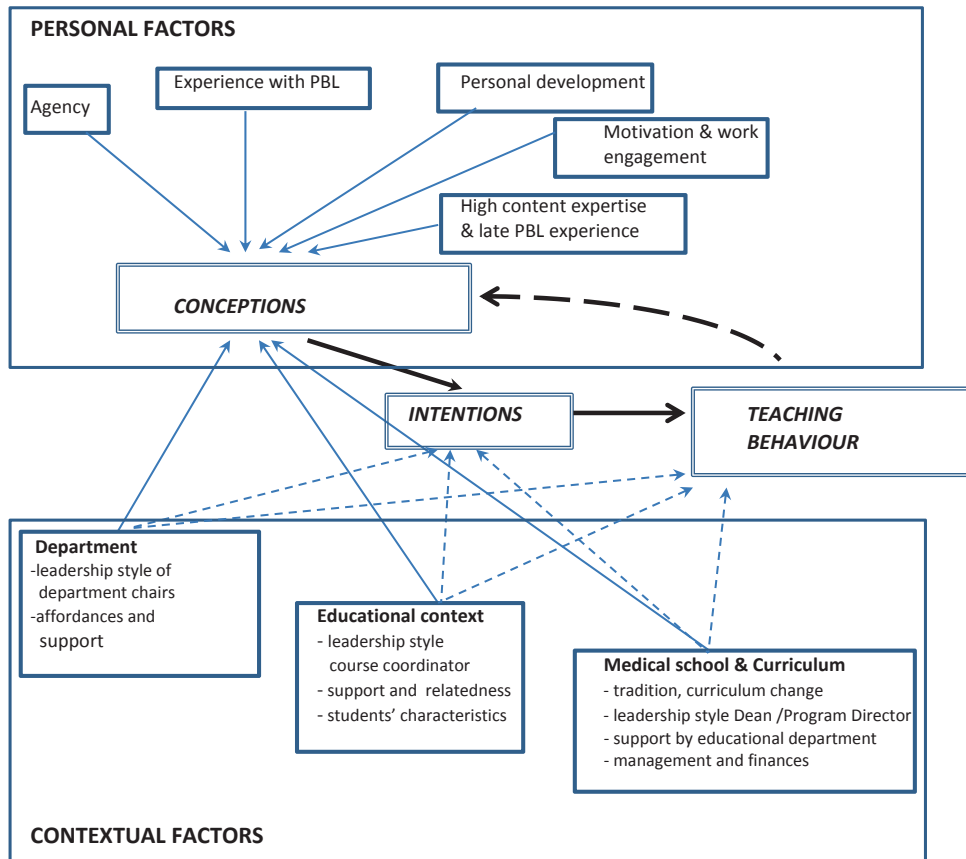 PERSONAL FACTORS
Experience with PBL
Personal development
Agency
Motivation & work
engagement
High content expertise
& late PBL experience
CONCEPTIONS
INTENTIONS
TEACHING
BEHAVIOUR
Department
-leadership style of
department chairs
-affordances and
support
Educational context
- leadership style
course coordinator
- support and relatedness
- students’ characteristics
Medical school & Curriculum
- tradition, curriculum change
- leadership style Dean /Program Director
- support by educational department
- management and finances
CONTEXTUAL FACTORS